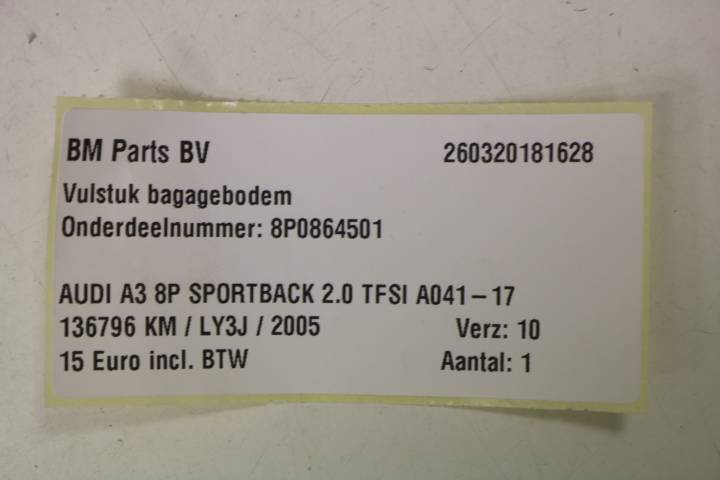 BM Parts BV 260320181628
Vulstuk bagagebodem
Onderdeelnummer: 8P0864501
AUDI A3 8P SPORTBACK 2.0 TFSI A041-17
136796 KM / LY3J / 2005 Verz: 10
15 Euro incl. BTW Aantal: 1